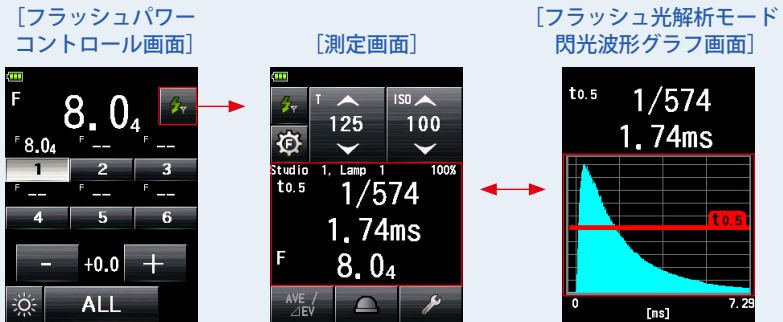 [フラッシュパワー
コントロール画面]
F
8.04
F 8.04
F --
F --
1
2
3
F --
F --
F --
4
5
6
-
+0.0
+
ALL
[測定画面]
T
ISO
125
100
F
Studio 1, Lamp 1 100%
t0.5 1/574
1.74ms
F 8.04
AVE /
⊿EV
[フラッシュ光解析モード
閃光波形グラフ画面]
t0.5 1/574
1.74ms
t0.5
0
7.29
[ms]